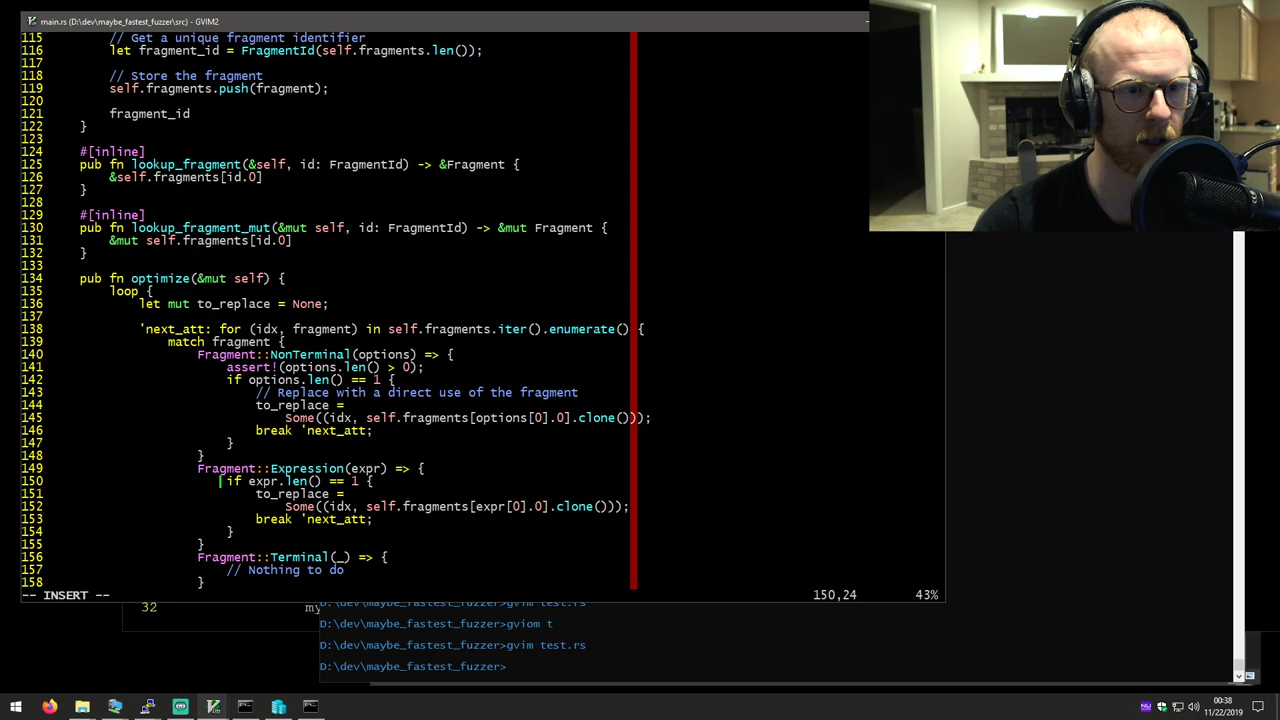 main.rs (D:\dev\maybe_fastest_fuzzer\src) - GVIM2
115 // Get a unique fragment identifier
116 let fragment_id = FragmentId(self.fragments.len());
117
118 // Store the fragment
119 self.fragments.push(fragment);
120
121 fragment_id
122 }
123
124 #[inline]
125 pub fn lookup_fragment(&self, id: FragmentId) -> &Fragment {
126 &self.fragments[id.0]
127 }
128
129 #[inline]
130 pub fn lookup_fragment_mut(&mut self, id: FragmentId) -> &mut Fragment {
131 &mut self.fragments[id.0]
132 }
133
134 pub fn optimize(&mut self) {
135 loop {
136 let mut to_replace = None;
137
138 'next_att: for (idx, fragment) in self.fragments.iter().enumerate() {
139 match fragment {
140 Fragment::NonTerminal(options) => {
141 assert!(options.len() > 0);
142 if options.len() == 1 {
143 // Replace with a direct use of the fragment
144 to_replace =
145 Some((idx, self.fragments[options[0].0].clone()));
146 break 'next_att;
147 }
148 }
149 Fragment::Expression(expr) => {
150 if expr.len() == 1 {
151 to_replace =
152 Some((idx, self.fragments[expr[0].0].clone()));
153 break 'next_att;
154 }
155 }
156 Fragment::Terminal(_) => {
157 // Nothing to do
158 }
-- INSERT -- 150,24 43%
32 my
D:\dev\maybe_fastest_fuzzer>gvim test.rs
D:\dev\maybe_fastest_fuzzer>gviom t
D:\dev\maybe_fastest_fuzzer>gvim test.rs
D:\dev\maybe_fastest_fuzzer>
00:38
11/22/2019